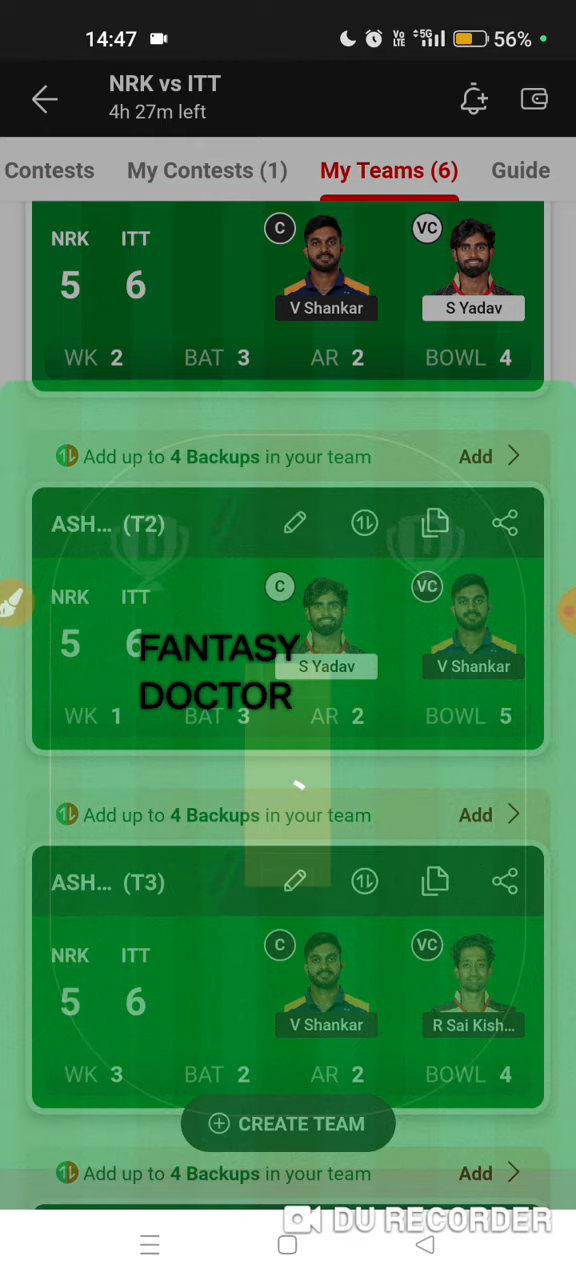 14:47 Vo LTE 5G 56%
NRK vs ITT
4h 27m left
Contests My Contests (1) My Teams (6) Guide
NRK ITT C VC
5 6
V Shankar S Yadav
WK 2 BAT 3 AR 2 BOWL 4
Add up to 4 Backups in your team Add
ASH... (T2)
NRK ITT C VC
5 6
FANTASY
S Yadav V Shankar
DOCTOR
WK 1 BAT 3 AR 2 BOWL 5
Add up to 4 Backups in your team Add
ASH... (T3)
NRK ITT C VC
5 6
V Shankar R Sai Kish...
WK 3 BAT 2 AR 2 BOWL 4
CREATE TEAM
Add up to 4 Backups in your team Add
DU RECORDER